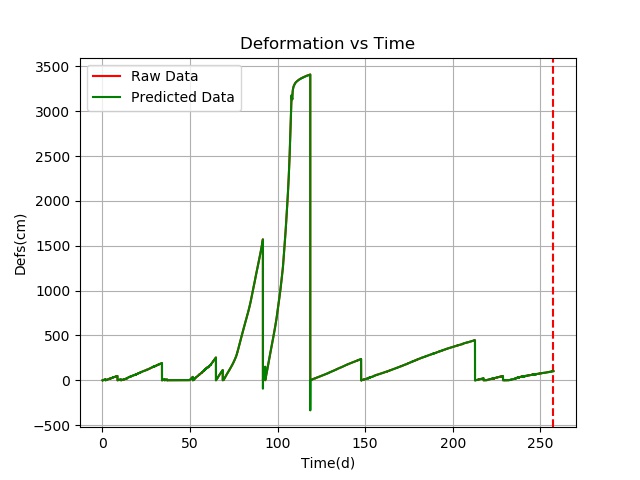 Deformation vs Time
Raw Data
Predicted Data
3500
3000
2500
2000
1500
1000
500
0
−500
Defs(cm)
0 50 100 150 200 250
Time(d)